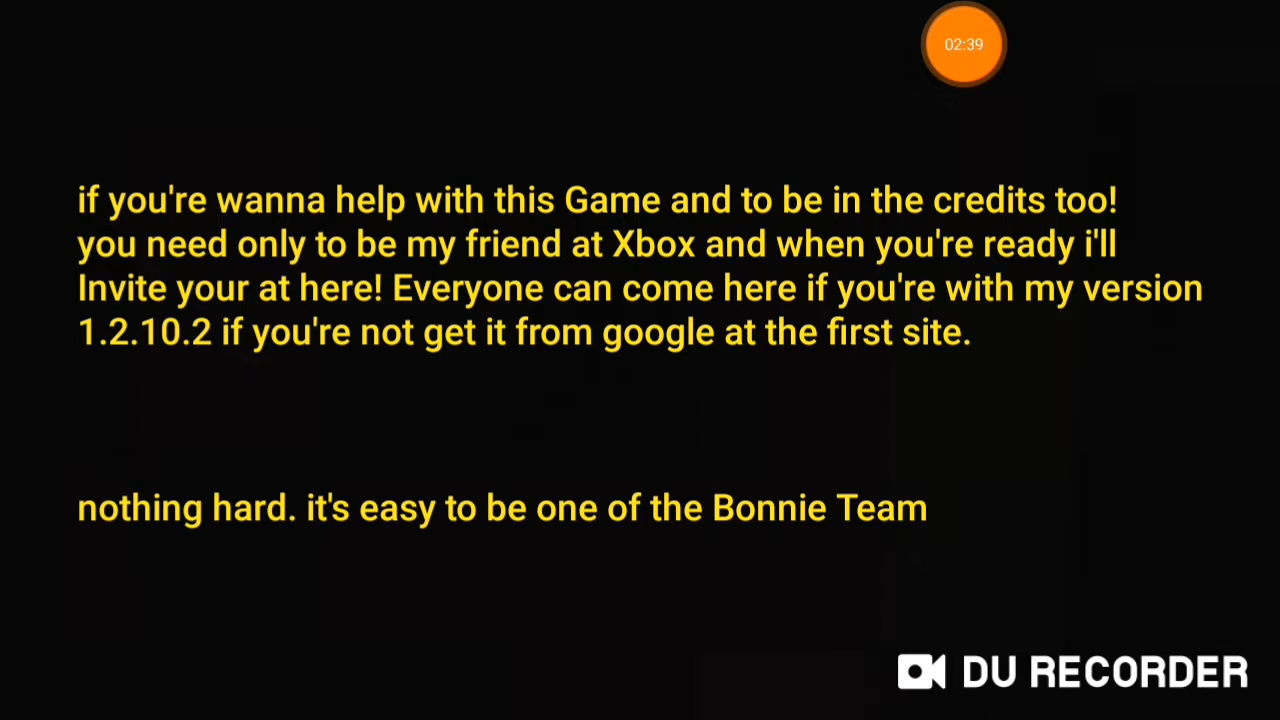 02:39
if you're wanna help with this Game and to be in the credits too!
you need only to be my friend at Xbox and when you're ready i'll
Invite your at here! Everyone can come here if you're with my version
1.2.10.2 if you're not get it from google at the first site.
nothing hard. it's easy to be one of the Bonnie Team
DU RECORDER